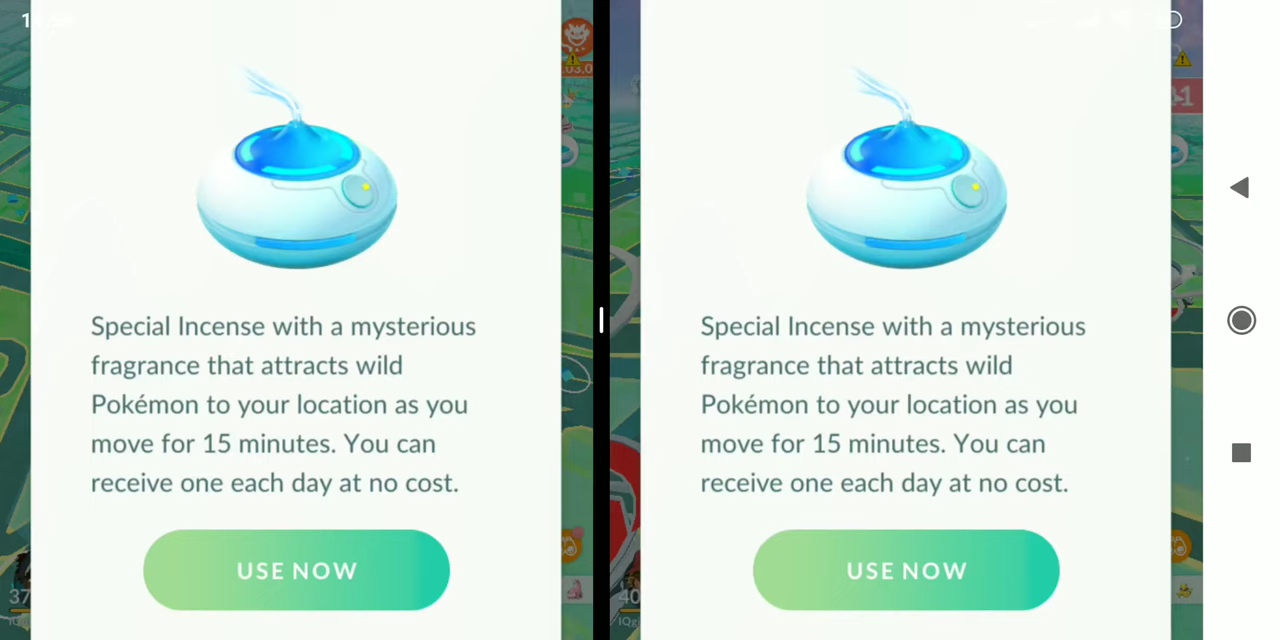 Special Incense with a mysterious
fragrance that attracts wild
Pokémon to your location as you
move for 15 minutes. You can
receive one each day at no cost.
USE NOW
37
Special Incense with a mysterious
fragrance that attracts wild
Pokémon to your location as you
move for 15 minutes. You can
receive one each day at no cost.
USE NOW
40